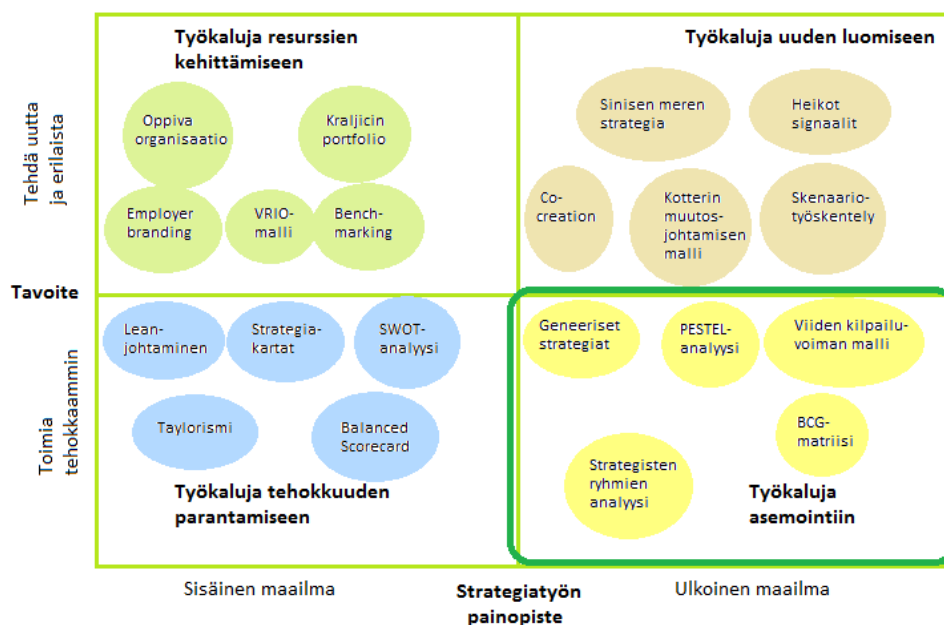 Työkaluja resurssien
kehittämiseen
Työkaluja uuden luomiseen
Tehdä uutta
ja erilaista
Oppiva
organisaatio
Kraljicin
portfolio
Employer
branding
VRIO-
malli
Bench-
marking
Sinisen meren
strategia
Heikot
signaalit
Co-
creation
Kotterin
muutos-
johtamisen
malli
Skenaario-
työskentely
Tavoite
Toimia
tehokkaammin
Lean-
johtaminen
Strategia-
kartat
SWOT-
analyysi
Taylorismi
Balanced
Scorecard
Työkaluja tehokkuuden
parantamiseen
Geneeriset
strategiat
PESTEL-
analyysi
Viiden kilpailu-
voiman malli
BCG-
matriisi
Strategisten
ryhmien
analyysi
Työkaluja
asemointiin
Sisäinen maailma
Strategiatyön
painopiste
Ulkoinen maailma